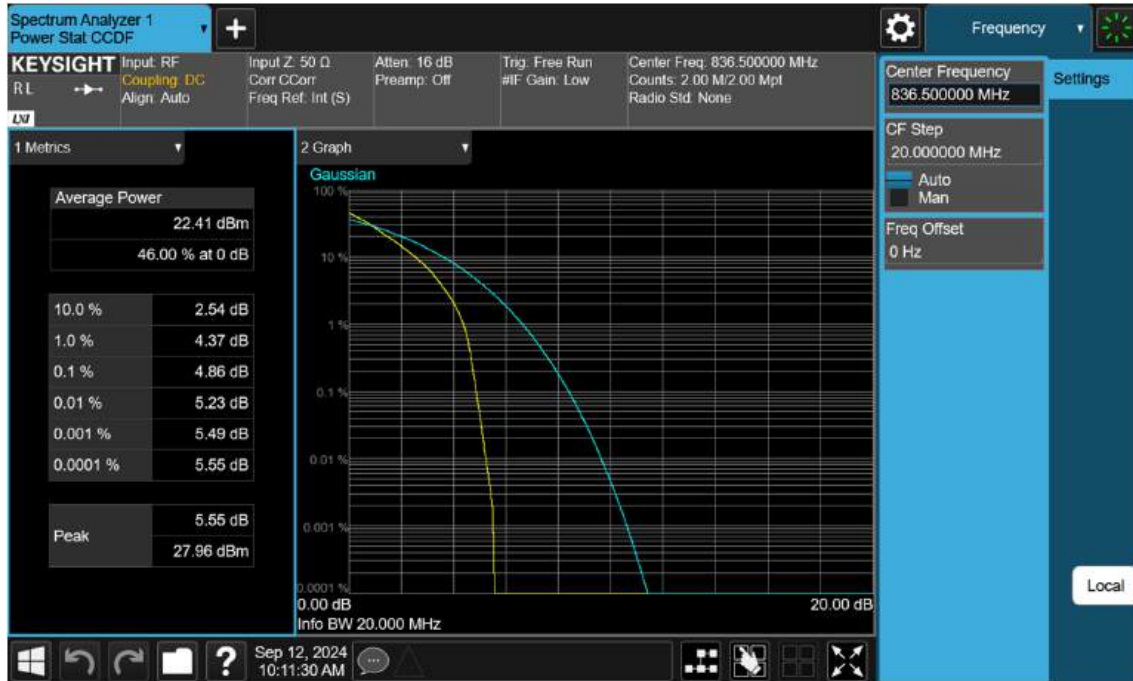 Spectrum Analyzer 1
Power Stat CCDF
Frequency
KEYSIGHT
RL
LXI
Input: RF
Coupling: DC
Align: Auto
Input Z: 50 Ω
Corr CCorr
Freq Ref: Int (S)
Atten: 16 dB
Preamp: Off
Trig: Free Run
#IF Gain: Low
Center Freq: 836.500000 MHz
Counts: 2.00 M/2.00 Mpt
Radio Std: None
Center Frequency
836.500000 MHz
Settings
CF Step
20.000000 MHz
Auto
Man
Freq Offset
0 Hz
Local
1 Metrics
Average Power
22.41 dBm
46.00 % at 0 dB
10.0 % 2.54 dB
1.0 % 4.37 dB
0.1 % 4.86 dB
0.01 % 5.23 dB
0.001 % 5.49 dB
0.0001 % 5.55 dB
Peak
5.55 dB
27.96 dBm
2 Graph
Gaussian
100 %
10 %
1 %
0.1 %
0.01 %
0.001 %
0.0001 %
0.00 dB 20.00 dB
Info BW 20.000 MHz
?
Sep 12, 2024
10:11:30 AM